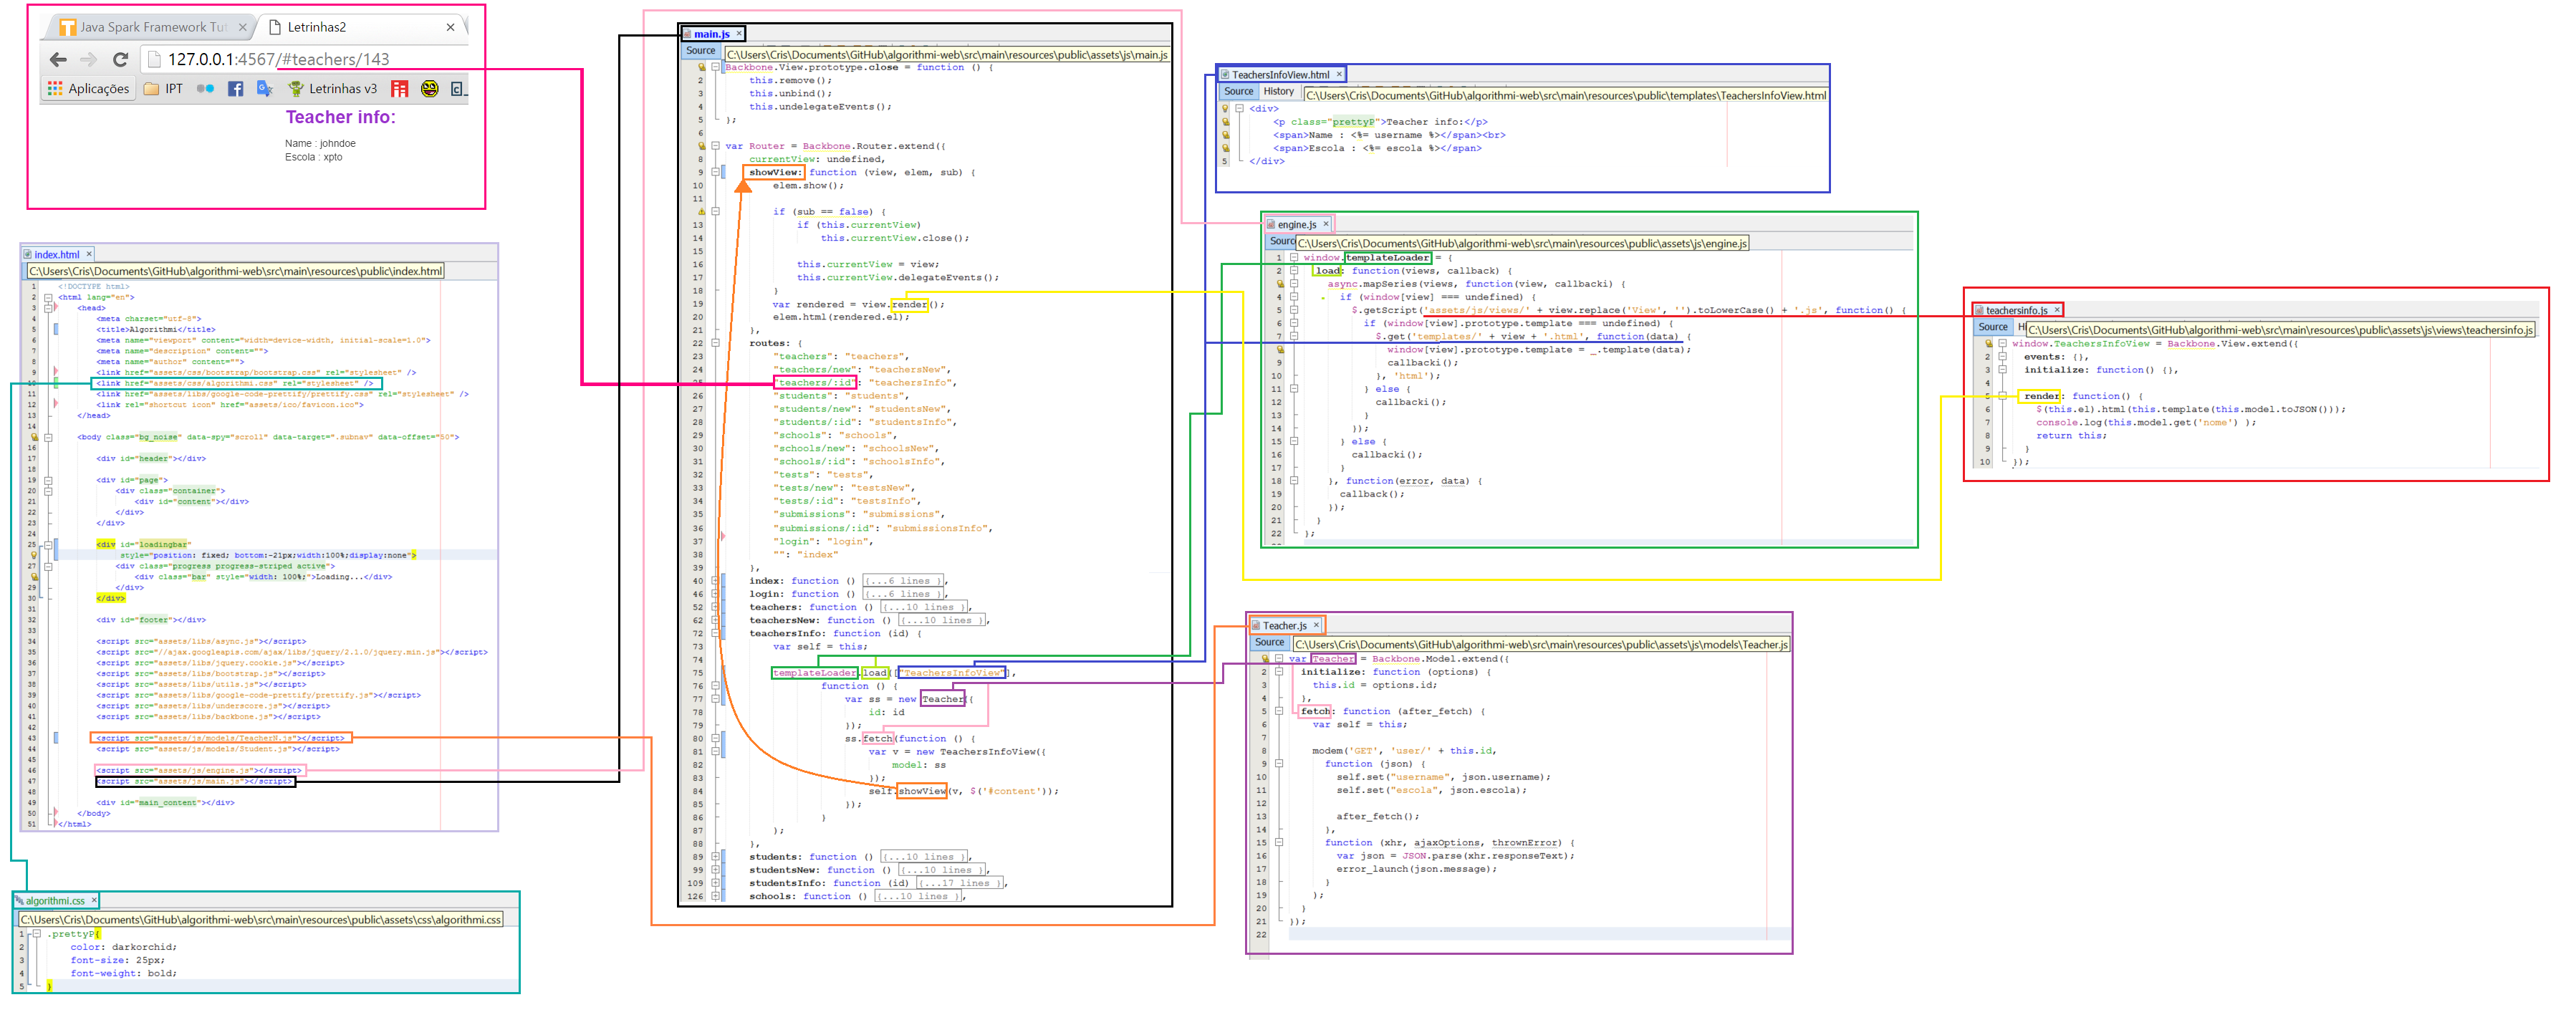 Java Spark Framework Tut
Letrinhas2
127.0.0.1:4567/#teachers/143
Aplicações
IPT
Letrinhas v3
Teacher info:
Name : johndoe
Escola : xpto
index.html
C:\Users\Cris\Documents\GitHub\algorithmi-web\src\main\resources\public\index.html
1 <!DOCTYPE html>
2 <html lang="en">
3 <head>
4 <meta charset="utf-8">
5 <title>Algorithmi</title>
6 <meta name="viewport" content="width=device-width, initial-scale=1.0">
7 <meta name="description" content="">
8 <meta name="author" content="">
9 <link href="assets/css/bootstrap/bootstrap.css" rel="stylesheet" />
10 <link href="assets/css/algorithmi.css" rel="stylesheet" />
11 <link href="assets/libs/google-code-prettify/prettify.css" rel="stylesheet" />
12 <link rel="shortcut icon" href="assets/ico/favicon.ico">
13 </head>
14
<body class="bg_noise" data-spy="scroll" data-target=".subnav" data-offset="50">
16
17 <div id="header"></div>
18
19 <div id="page">
20 <div class="container">
21 <div id="content"></div>
22 </div>
23 </div>
24
25 <div id="loadingbar"
style="position: fixed; bottom:-21px;width:100%;display:none">
27 <div class="progress progress-striped active">
<div class="bar" style="width: 100%;">Loading...</div>
29 </div>
30 </div>
31
32 <div id="footer"></div>
33
34 <script src="assets/libs/async.js"></script>
35 <script src="//ajax.googleapis.com/ajax/libs/jquery/2.1.0/jquery.min.js"></script>
36 <script src="assets/libs/jquery.cookie.js"></script>
37 <script src="assets/libs/bootstrap.js"></script>
38 <script src="assets/libs/utils.js"></script>
39 <script src="assets/libs/google-code-prettify/prettify.js"></script>
40 <script src="assets/libs/underscore.js"></script>
41 <script src="assets/libs/backbone.js"></script>
42
43 <script src="assets/js/models/TeacherN.js"></script>
44 <script src="assets/js/models/Student.js"></script>
45
46 <script src="assets/js/engine.js"></script>
47 <script src="assets/js/main.js"></script>
48
49 <div id="main_content"></div>
50 </body>
51 </html>
algorithmi.css
C:\Users\Cris\Documents\GitHub\algorithmi-web\src\main\resources\public\assets\css\algorithmi.css
1 .prettyP{
2 color: darkorchid;
3 font-size: 25px;
4 font-weight: bold;
5 }
main.js
Source
C:\Users\Cris\Documents\GitHub\algorithmi-web\src\main\resources\public\assets\js\main.js
Backbone.View.prototype.close = function () {
2 this.remove();
3 this.unbind();
4 this.undelegateEvents();
5 };
6
var Router = Backbone.Router.extend({
8 currentView: undefined,
9 showView: function (view, elem, sub) {
10 elem.show();
11
if (sub == false) {
13 if (this.currentView)
14 this.currentView.close();
15
16 this.currentView = view;
17 this.currentView.delegateEvents();
18 }
19 var rendered = view.render();
20 elem.html(rendered.el);
21 },
22 routes: {
23 "teachers": "teachers",
24 "teachers/new": "teachersNew",
25 "teachers/:id": "teachersInfo",
26 "students": "students",
27 "students/new": "studentsNew",
28 "students/:id": "studentsInfo",
29 "schools": "schools",
30 "schools/new": "schoolsNew",
31 "schools/:id": "schoolsInfo",
32 "tests": "tests",
33 "tests/new": "testsNew",
34 "tests/:id": "testsInfo",
35 "submissions": "submissions",
36 "submissions/:id": "submissionsInfo",
37 "login": "login",
38 "": "index"
39 },
40 index: function () {...6 lines },
46 login: function () {...6 lines },
52 teachers: function () {...10 lines },
62 teachersNew: function () {...10 lines },
72 teachersInfo: function (id) {
73 var self = this;
74
75 templateLoader.load(["TeachersInfoView"],
76 function () {
77 var ss = new Teacher({
78 id: id
79 });
80 ss.fetch(function () {
81 var v = new TeachersInfoView({
82 model: ss
83 });
84 self.showView(v, $('#content'));
85 });
86 }
87 );
88 },
89 students: function () {...10 lines },
99 studentsNew: function () {...10 lines },
109 studentsInfo: function (id) {...17 lines },
126 schools: function () {...10 lines },
TeachersInfoView.html
Source History
C:\Users\Cris\Documents\GitHub\algorithmi-web\src\main\resources\public\templates\TeachersInfoView.html
<div>
<p class="prettyP">Teacher info:</p>
<span>Name : <%= username %></span><br>
<span>Escola : <%= escola %></span>
5 </div>
engine.js
Source
C:\Users\Cris\Documents\GitHub\algorithmi-web\src\main\resources\public\assets\js\engine.js
1 window.templateLoader = {
2 load: function(views, callback) {
async.mapSeries(views, function(view, callbacki) {
4 if (window[view] === undefined) {
5 $.getScript('assets/js/views/' + view.replace('View', '').toLowerCase() + '.js', function() {
6 if (window[view].prototype.template === undefined) {
7 $.get('templates/' + view + '.html', function(data) {
window[view].prototype.template = _.template(data);
9 callbacki();
10 }, 'html');
11 } else {
12 callbacki();
13 }
14 });
15 } else {
16 callbacki();
17 }
18 }, function(error, data) {
19 callback();
20 });
21 }
22 };
teachersinfo.js
Source
C:\Users\Cris\Documents\GitHub\algorithmi-web\src\main\resources\public\assets\js\views\teachersinfo.js
window.TeachersInfoView = Backbone.View.extend({
2 events: {},
3 initialize: function() {},
4
5 render: function() {
6 $(this.el).html(this.template(this.model.toJSON()));
7 console.log(this.model.get('nome') );
8 return this;
9 }
10 });
Teacher.js
Source
C:\Users\Cris\Documents\GitHub\algorithmi-web\src\main\resources\public\assets\js\models\Teacher.js
var Teacher = Backbone.Model.extend({
2 initialize: function (options) {
3 this.id = options.id;
4 },
5 fetch: function (after_fetch) {
6 var self = this;
7
8 modem('GET', 'user/' + this.id,
9 function (json) {
10 self.set("username", json.username);
11 self.set("escola", json.escola);
12
13 after_fetch();
14 },
15 function (xhr, ajaxOptions, thrownError) {
16 var json = JSON.parse(xhr.responseText);
17 error_launch(json.message);
18 }
19 );
20 }
21 });
22